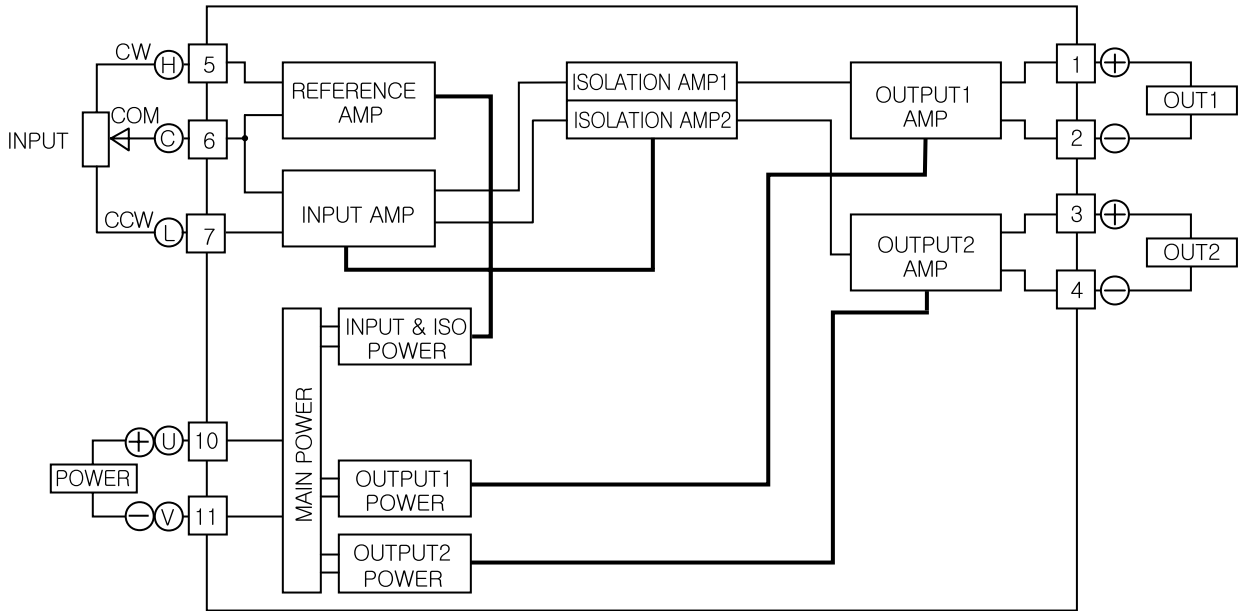 CW
H
5
COM
INPUT
C
6
CCW
L
7
REFERENCE
AMP
INPUT AMP
ISOLATION AMP1
ISOLATION AMP2
OUTPUT1
AMP
OUTPUT2
AMP
1
+
OUT1
2
−
3
+
OUT2
4
−
INPUT & ISO
POWER
MAIN POWER
+
U
10
POWER
−
V
11
OUTPUT1
POWER
OUTPUT2
POWER